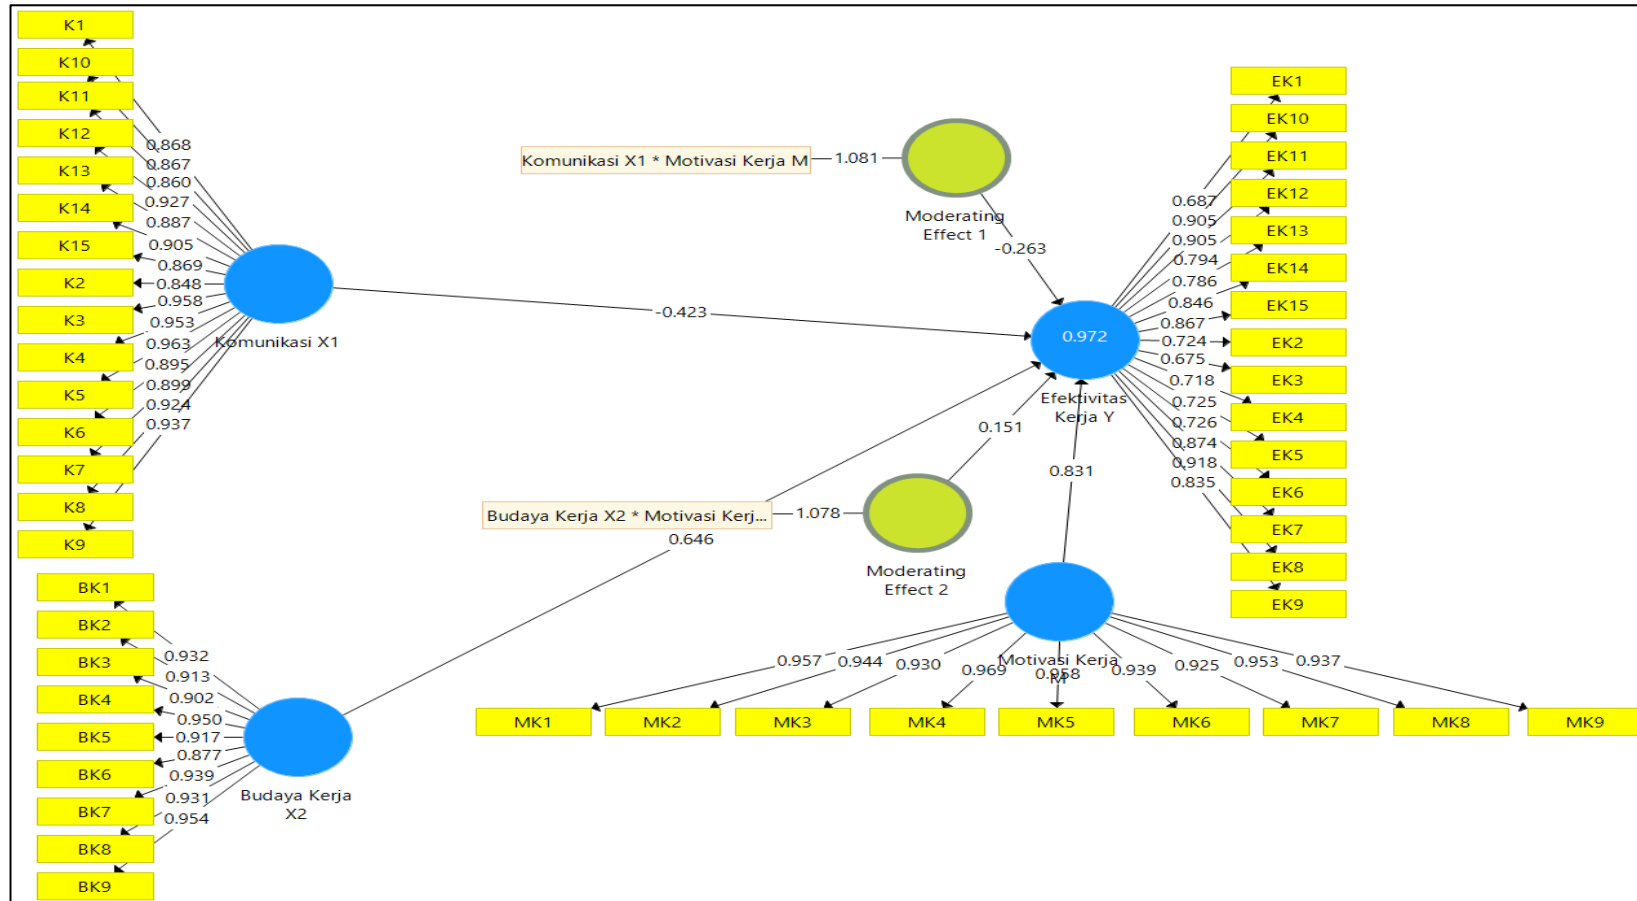 K1
K10
K11
K12
K13
K14
K15
K2
K3
K4
K5
K6
K7
K8
K9
0.868
0.867
0.860
0.927
0.887
0.905
0.869
0.848
0.958
0.953
0.963
0.895
0.899
0.924
0.937
Komunikasi X1
-0.423
Komunikasi X1 * Motivasi Kerja M
1.081
Moderating
Effect 1
-0.263
0.972
Efektivitas
Kerja Y
0.687
0.905
0.905
0.794
0.786
0.846
0.867
0.724
0.675
0.718
0.725
0.726
0.874
0.918
0.835
EK1
EK10
EK11
EK12
EK13
EK14
EK15
EK2
EK3
EK4
EK5
EK6
EK7
EK8
EK9
0.151
0.831
Budaya Kerja X2 * Motivasi Kerj...
1.078
0.646
Moderating
Effect 2
BK1
BK2
BK3
BK4
BK5
BK6
BK7
BK8
BK9
0.932
0.913
0.902
0.950
0.917
0.877
0.939
0.931
0.954
Budaya Kerja
X2
Motivasi Kerja
M
0.957
0.944
0.930
0.969
0.958
0.939
0.925
0.953
0.937
MK1
MK2
MK3
MK4
MK5
MK6
MK7
MK8
MK9